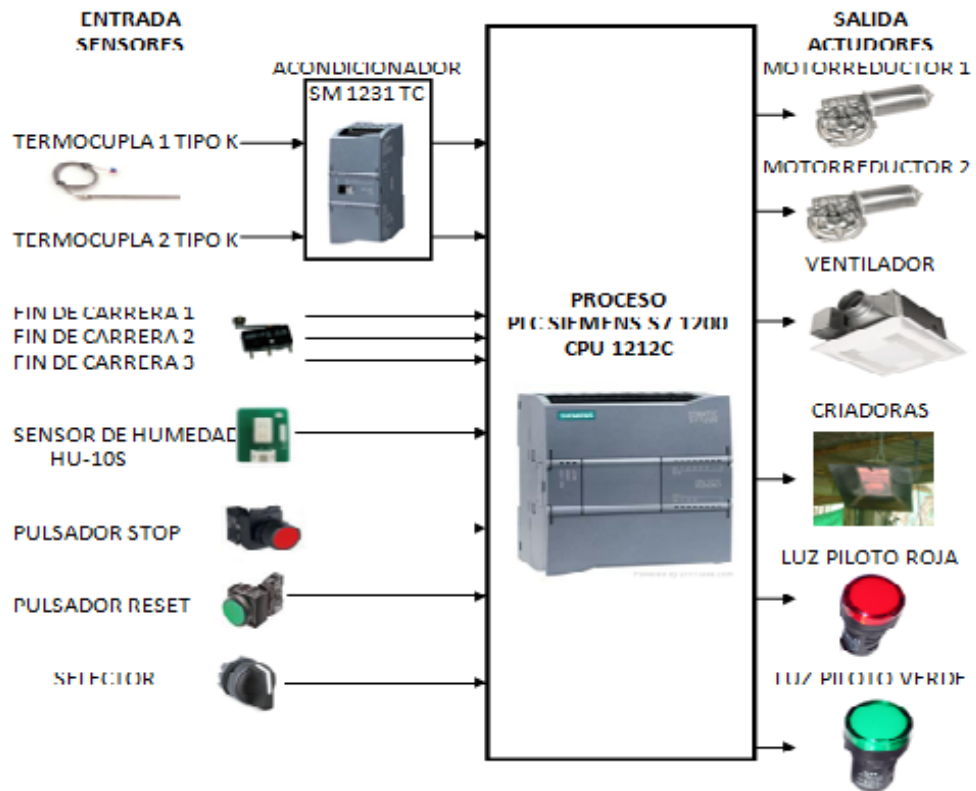 ENTRADA
SENSORES
SALIDA
ACTUDORES
ACONDICIONADOR
SM 1231 TC
MOTORREDUCTOR 1
TERMOCUPLA 1 TIPO K
MOTORREDUCTOR 2
TERMOCUPLA 2 TIPO K
VENTILADOR
FIN DE CARRERA 1
FIN DE CARRERA 2
FIN DE CARRERA 3
PROCESO
PLC SIEMENS S7 1200
CPU 1212C
SIEMENS
CRIADORAS
SENSOR DE HUMEDAD
HU-10S
PULSADOR STOP
LUZ PILOTO ROJA
PULSADOR RESET
SELECTOR
LUZ PILOTO VERDE